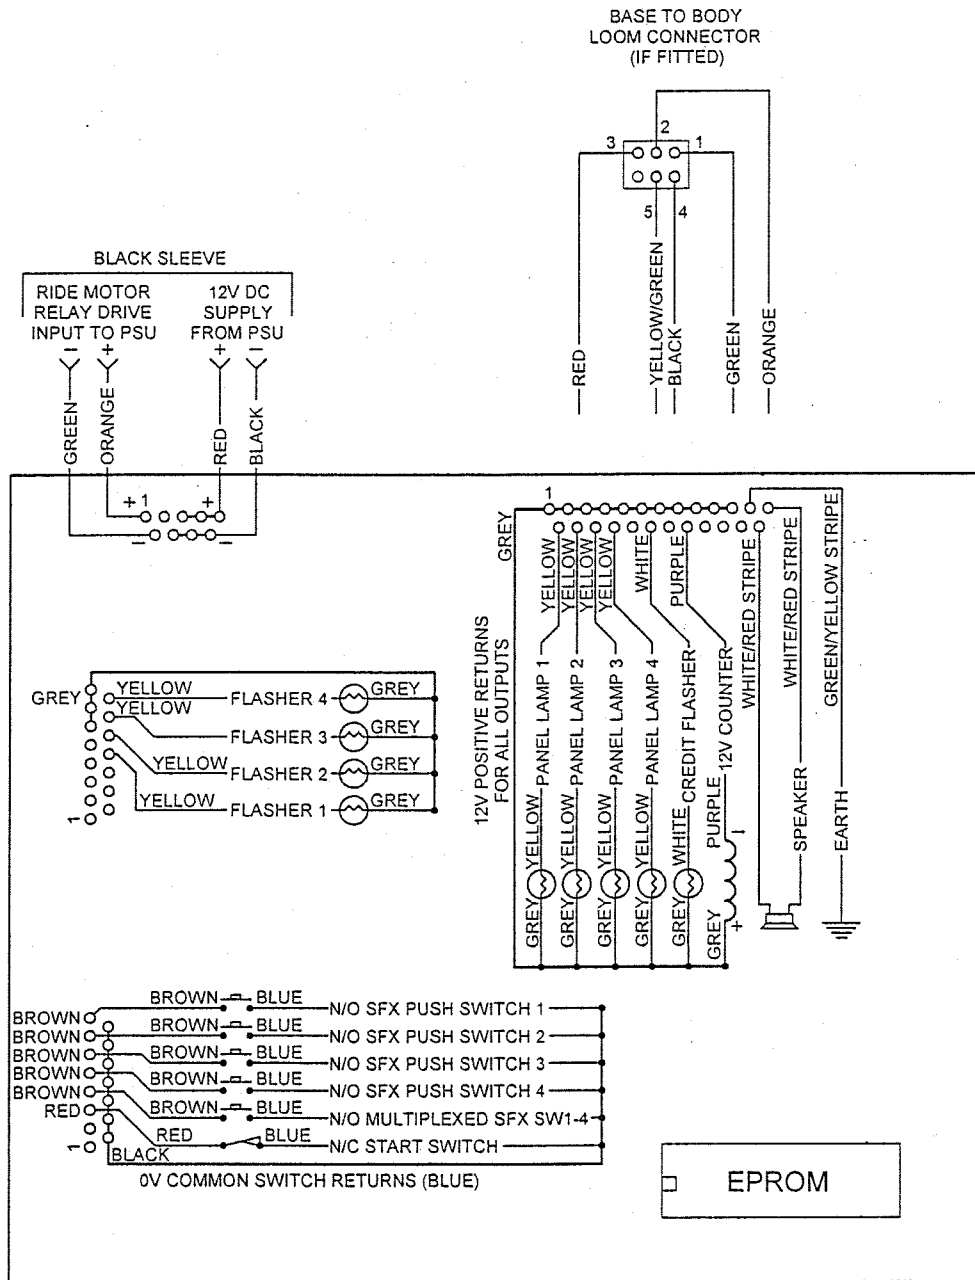 BASE TO BODY
LOOM CONNECTOR
(IF FITTED)
2
3
1
5
4
RED
YELLOW/GREEN
BLACK
GREEN
ORANGE
BLACK SLEEVE
RIDE MOTOR
RELAY DRIVE
INPUT TO PSU
12V DC
SUPPLY
FROM PSU
- +
+ -
GREEN
ORANGE
RED
BLACK
+ 1
+
-
-
1
GREY
YELLOW
YELLOW
YELLOW
YELLOW
WHITE
PURPLE
WHITE/RED STRIPE
WHITE/RED STRIPE
GREEN/YELLOW STRIPE
12V POSITIVE RETURNS
FOR ALL OUTPUTS
PANEL LAMP 1
PANEL LAMP 2
PANEL LAMP 3
PANEL LAMP 4
CREDIT FLASHER
12V COUNTER
YELLOW
YELLOW
YELLOW
YELLOW
WHITE
PURPLE
-
SPEAKER
EARTH
GREY
GREY
GREY
GREY
GREY
GREY
+
GREY
YELLOW
FLASHER 4
GREY
YELLOW
FLASHER 3
GREY
YELLOW
FLASHER 2
GREY
YELLOW
FLASHER 1
GREY
1
BROWN
BROWN
BLUE
N/O SFX PUSH SWITCH 1
BROWN
BROWN
BLUE
N/O SFX PUSH SWITCH 2
BROWN
BROWN
BLUE
N/O SFX PUSH SWITCH 3
BROWN
BROWN
BLUE
N/O SFX PUSH SWITCH 4
BROWN
BROWN
BLUE
N/O MULTIPLEXED SFX SW1-4
RED
RED
BLUE
N/C START SWITCH
1
BLACK
0V COMMON SWITCH RETURNS (BLUE)
EPROM